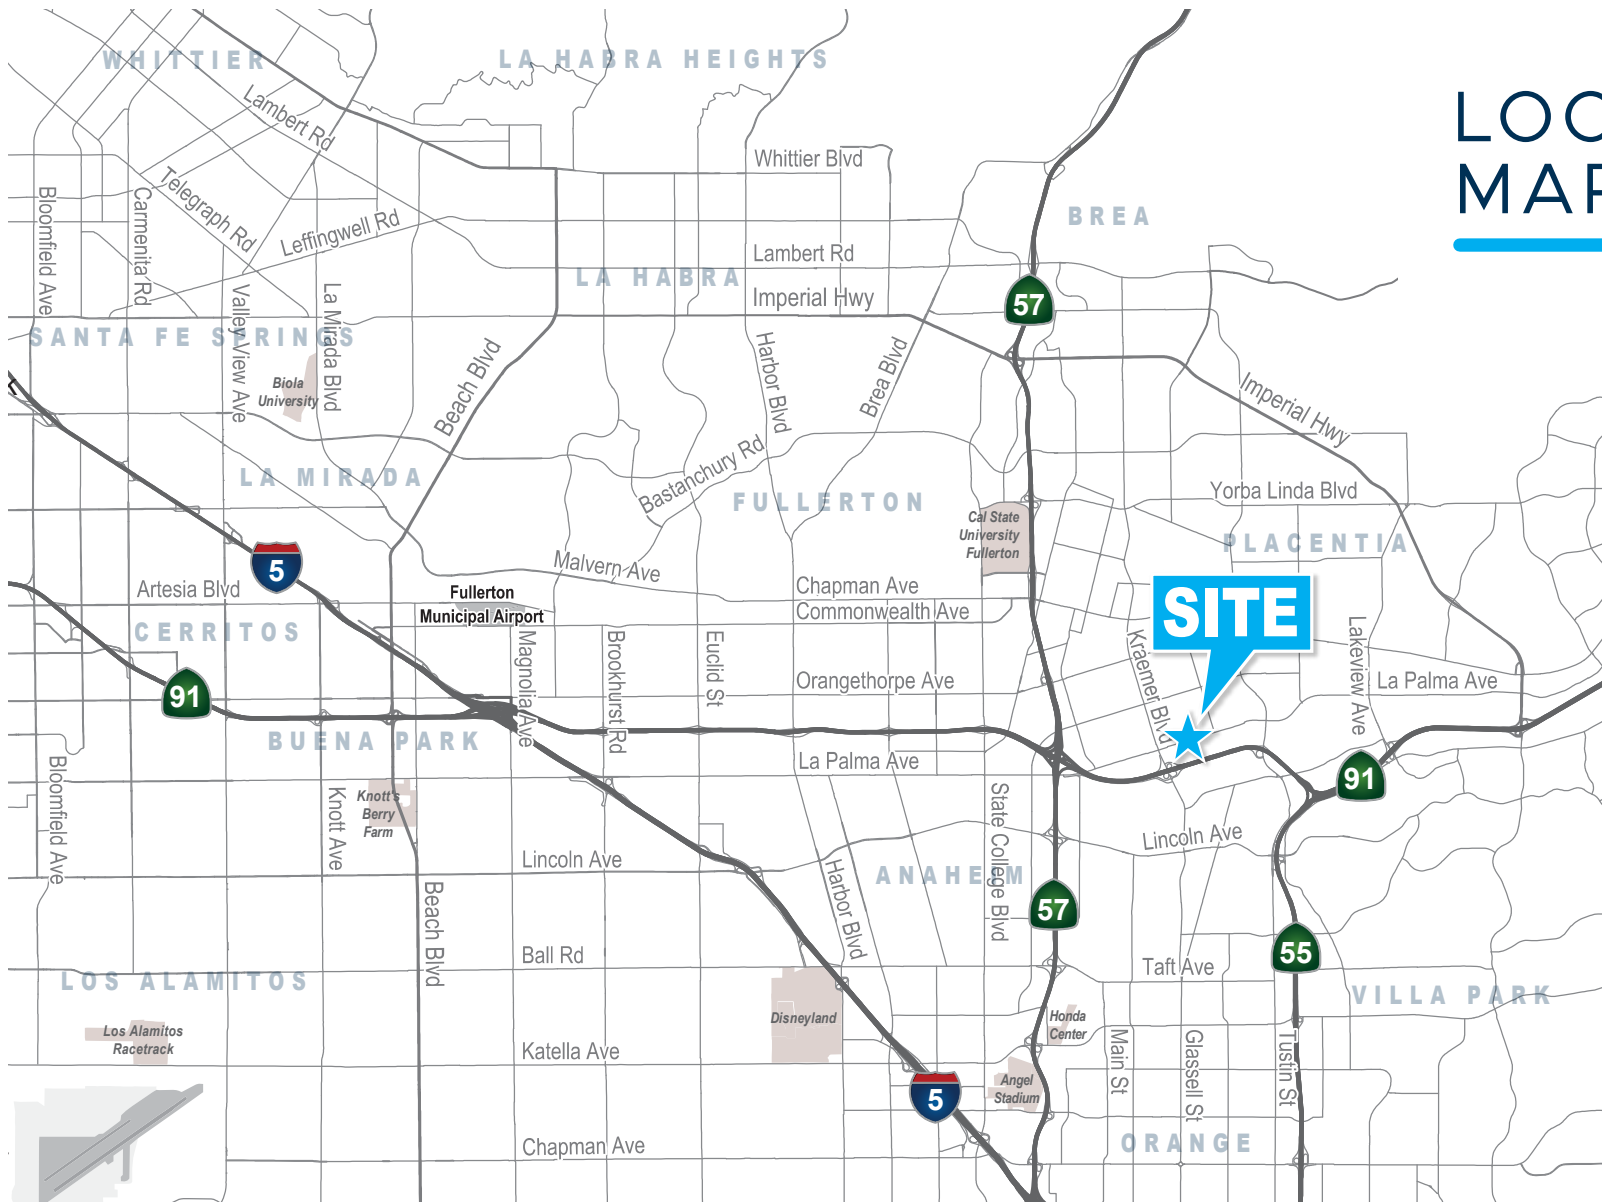 WHITTIER
LA HABRA HEIGHTS
LOC
MAP
Lambert Rd
Whittier Blvd
Telegraph Rd
Bloomfield Ave
Carmenita Rd
Leffingwell Rd
BREA
Lambert Rd
LA HABRA
Imperial Hwy
57
Valley View Ave
La Mirada Blvd
SANTA FE SPRINGS
Harbor Blvd
Brea Blvd
Beach Blvd
Biola
University
Imperial Hwy
LA MIRADA
Bastanchury Rd
FULLERTON
Yorba Linda Blvd
Cal State
University
Fullerton
PLACENTIA
5
Malvern Ave
Artesia Blvd
Fullerton
Municipal Airport
Chapman Ave
Commonwealth Ave
SITE
CERRITOS
Magnolia Ave
Brookhurst Rd
Euclid St
Kraemer Blvd
Lakeview Ave
91
Orangethorpe Ave
La Palma Ave
BUENA PARK
La Palma Ave
91
Bloomfield Ave
Knott Ave
Knott's
Berry
Farm
State College Blvd
Lincoln Ave
Lincoln Ave
Harbor Blvd
ANAHEIM
Beach Blvd
57
55
Ball Rd
Taft Ave
LOS ALAMITOS
VILLA PARK
Los Alamitos
Racetrack
Disneyland
Honda
Center
Katella Ave
Main St
Glassell St
Tustin St
5
Angel
Stadium
Chapman Ave
ORANGE